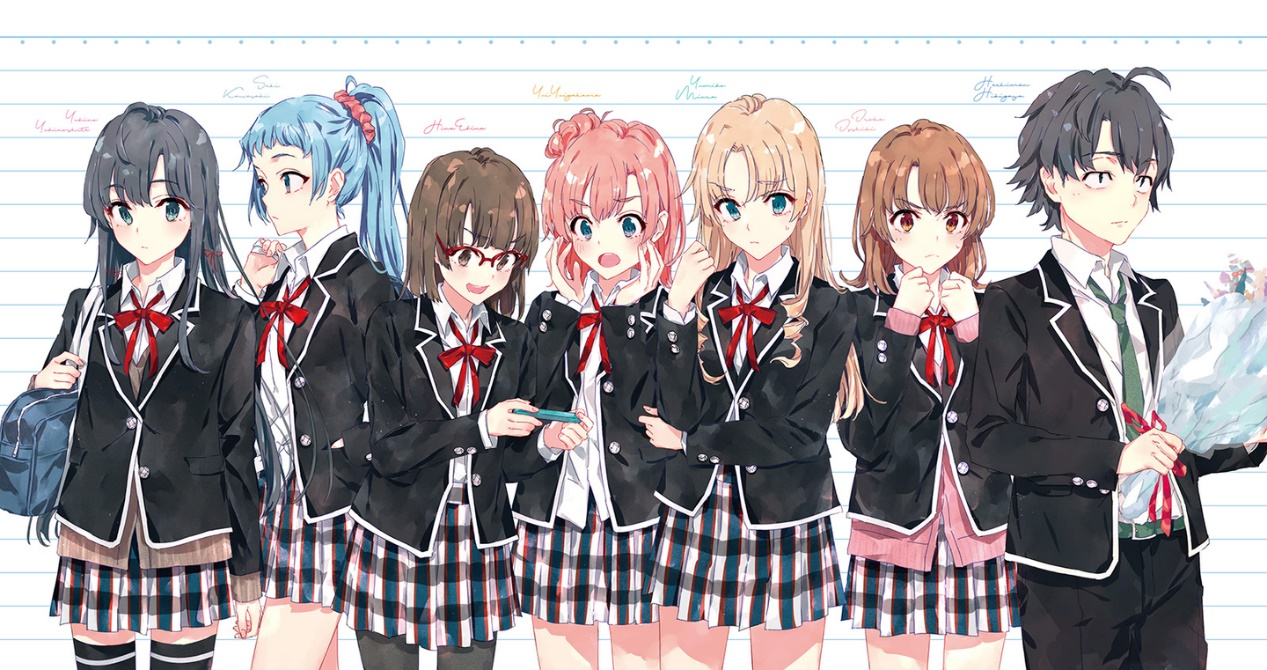 Yukino
Yukinoshita
Saki
Kawasaki
Hina Ebina
Yui Yuigahama
Yumiko
Miura
Iroha
Isshiki
Hachiman
Hikigaya